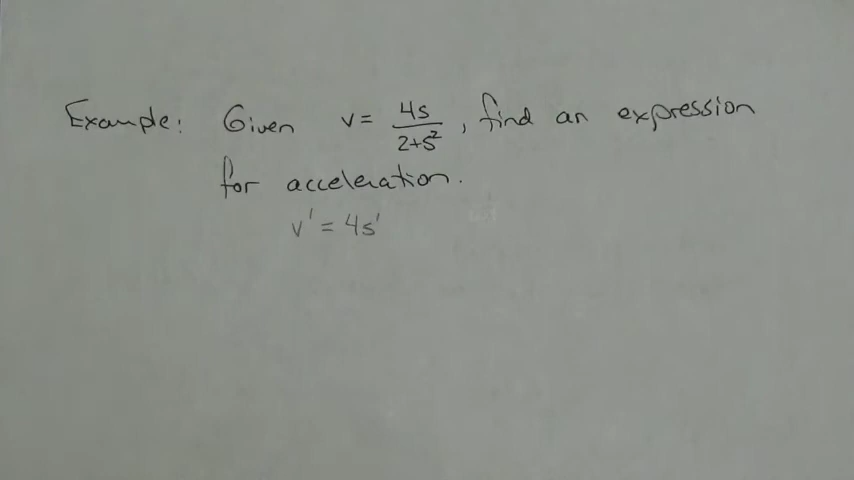 Example: Given v = 4s / 2+s², find an expression
for acceleration.
v' = 4s'